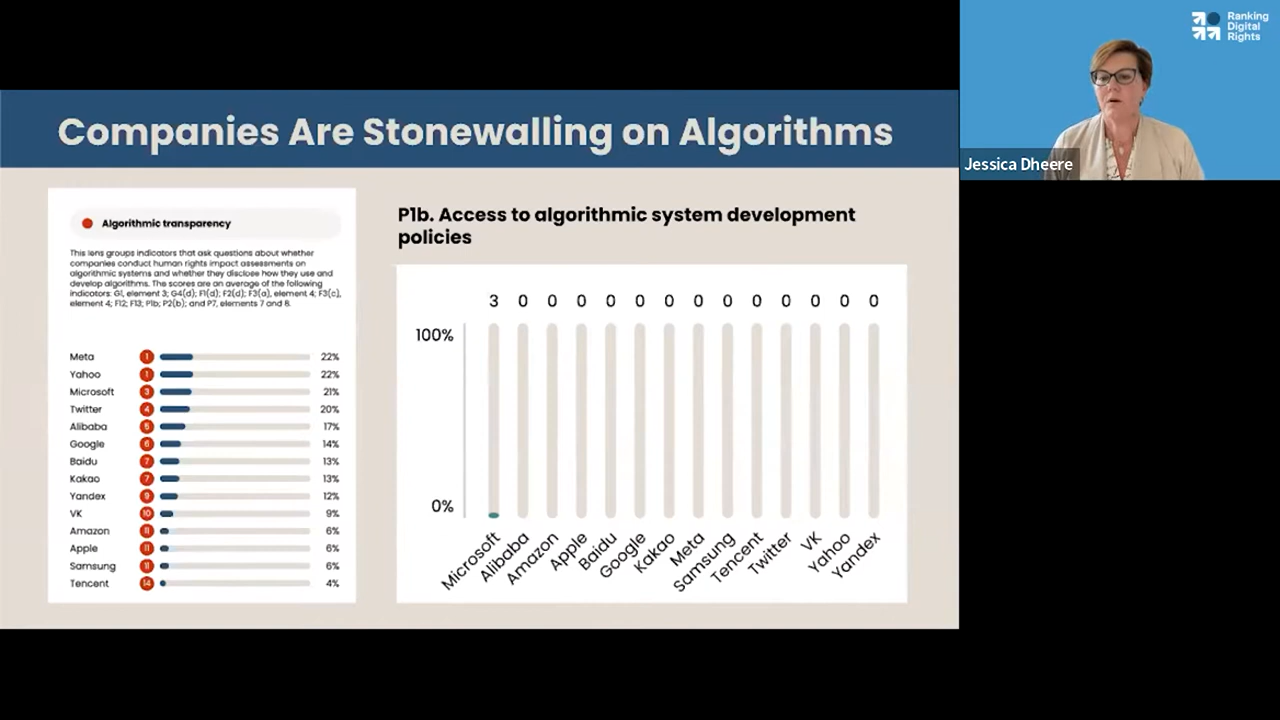 Ranking
Digital
Rights
Jessica Dheere
Companies Are Stonewalling on Algorithms
Algorithmic transparency
This lens groups indicators that ask questions about whether
companies conduct human rights impact assessments on
algorithmic systems and whether they disclose how they use and
develop algorithms. The scores are an average of the following
indicators: G1, element 3; G4(d); F1(d); F2(d); F3(a), element 4; F3(c),
element 4; F12; F13; P1b; P2(b); and P7, elements 7 and 8.
Meta 1 22%
Yahoo 1 22%
Microsoft 3 21%
Twitter 4 20%
Alibaba 5 17%
Google 6 14%
Baidu 7 13%
Kakao 7 13%
Yandex 9 12%
VK 10 9%
Amazon 11 6%
Apple 11 6%
Samsung 11 6%
Tencent 14 4%
P1b. Access to algorithmic system development
policies
3 0 0 0 0 0 0 0 0 0 0 0 0 0
100%
0%
Microsoft Alibaba Amazon Apple Baidu Google Kakao Meta Samsung Tencent Twitter VK Yahoo Yandex